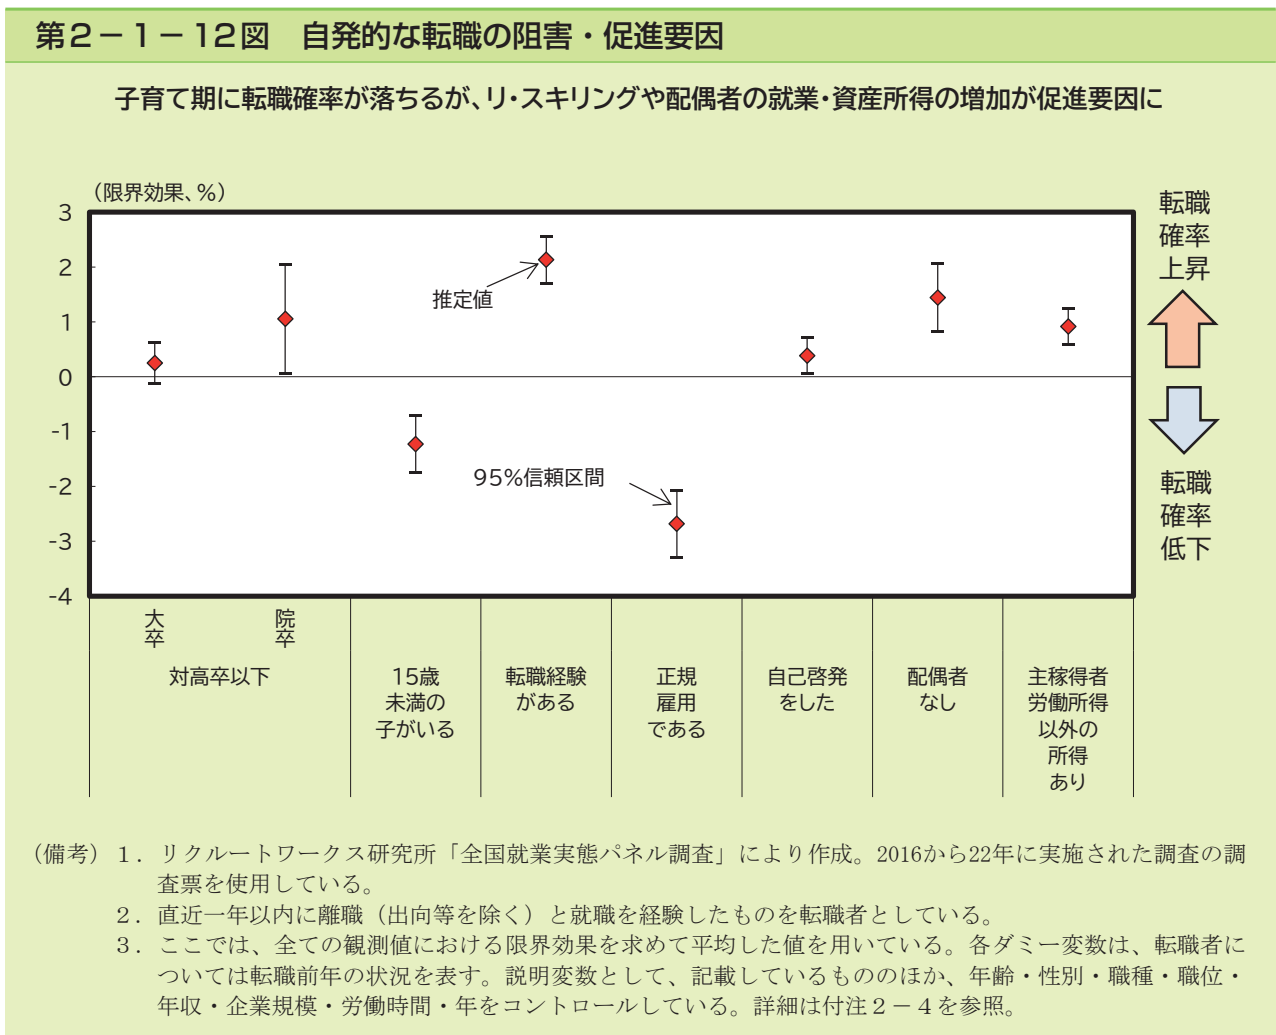 第2－1－12図　自発的な転職の阻害・促進要因
子育て期に転職確率が落ちるが、リ・スキリングや配偶者の就業・資産所得の増加が促進要因に
（限界効果、％）
3
2
1
0
-1
-2
-3
-4
推定値
95%信頼区間
転職
確率
上昇
転職
確率
低下
大卒
院卒
対高卒以下
15歳
未満の
子がいる
転職経験
がある
正規
雇用
である
自己啓発
をした
配偶者
なし
主稼得者
労働所得
以外の
所得
あり
（備考）１．リクルートワークス研究所「全国就業実態パネル調査」により作成。2016から22年に実施された調査の調
査票を使用している。
２．直近一年以内に離職（出向等を除く）と就職を経験したものを転職者としている。
３．ここでは、全ての観測値における限界効果を求めて平均した値を用いている。各ダミー変数は、転職者に
ついては転職前年の状況を表す。説明変数として、記載しているもののほか、年齢・性別・職種・職位・
年収・企業規模・労働時間・年をコントロールしている。詳細は付注２－４を参照。